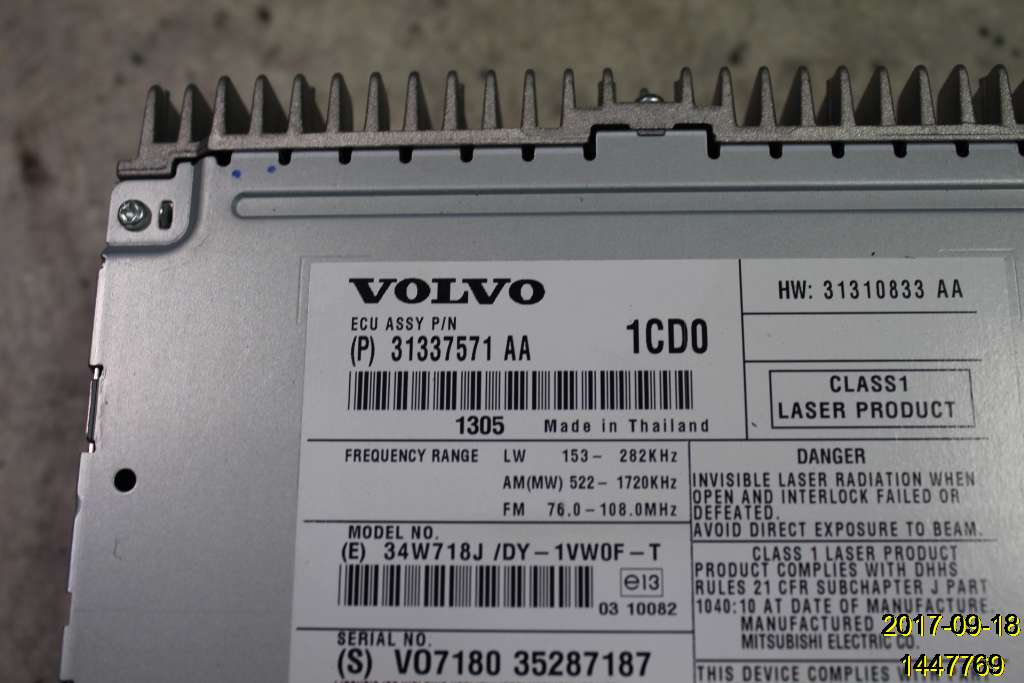 VOLVO
ECU ASSY P/N
(P) 31337571 AA
1CD0
1305 Made in Thailand
HW: 31310833 AA
CLASS1
LASER PRODUCT
FREQUENCY RANGE LW 153- 282KHz
AM(MW) 522- 1720KHz
FM 76.0-108.0MHz
DANGER
INVISIBLE LASER RADIATION WHEN
OPEN AND INTERLOCK FAILED OR
DEFEATED.
AVOID DIRECT EXPOSURE TO BEAM.
MODEL NO.
(E) 34W718J /DY-1VW0F-T
e13
03 10082
CLASS 1 LASER PRODUCT
PRODUCT COMPLIES WITH DHHS
RULES 21 CFR SUBCHAPTER J PART
1040:10 AT DATE OF MANUFACTURE.
MANUFACTURED
MITSUBISHI ELECTRIC CO.
SERIAL NO.
(S) VO7180 35287187
THIS DEVICE COMPLIES
2017-09-18
1447769